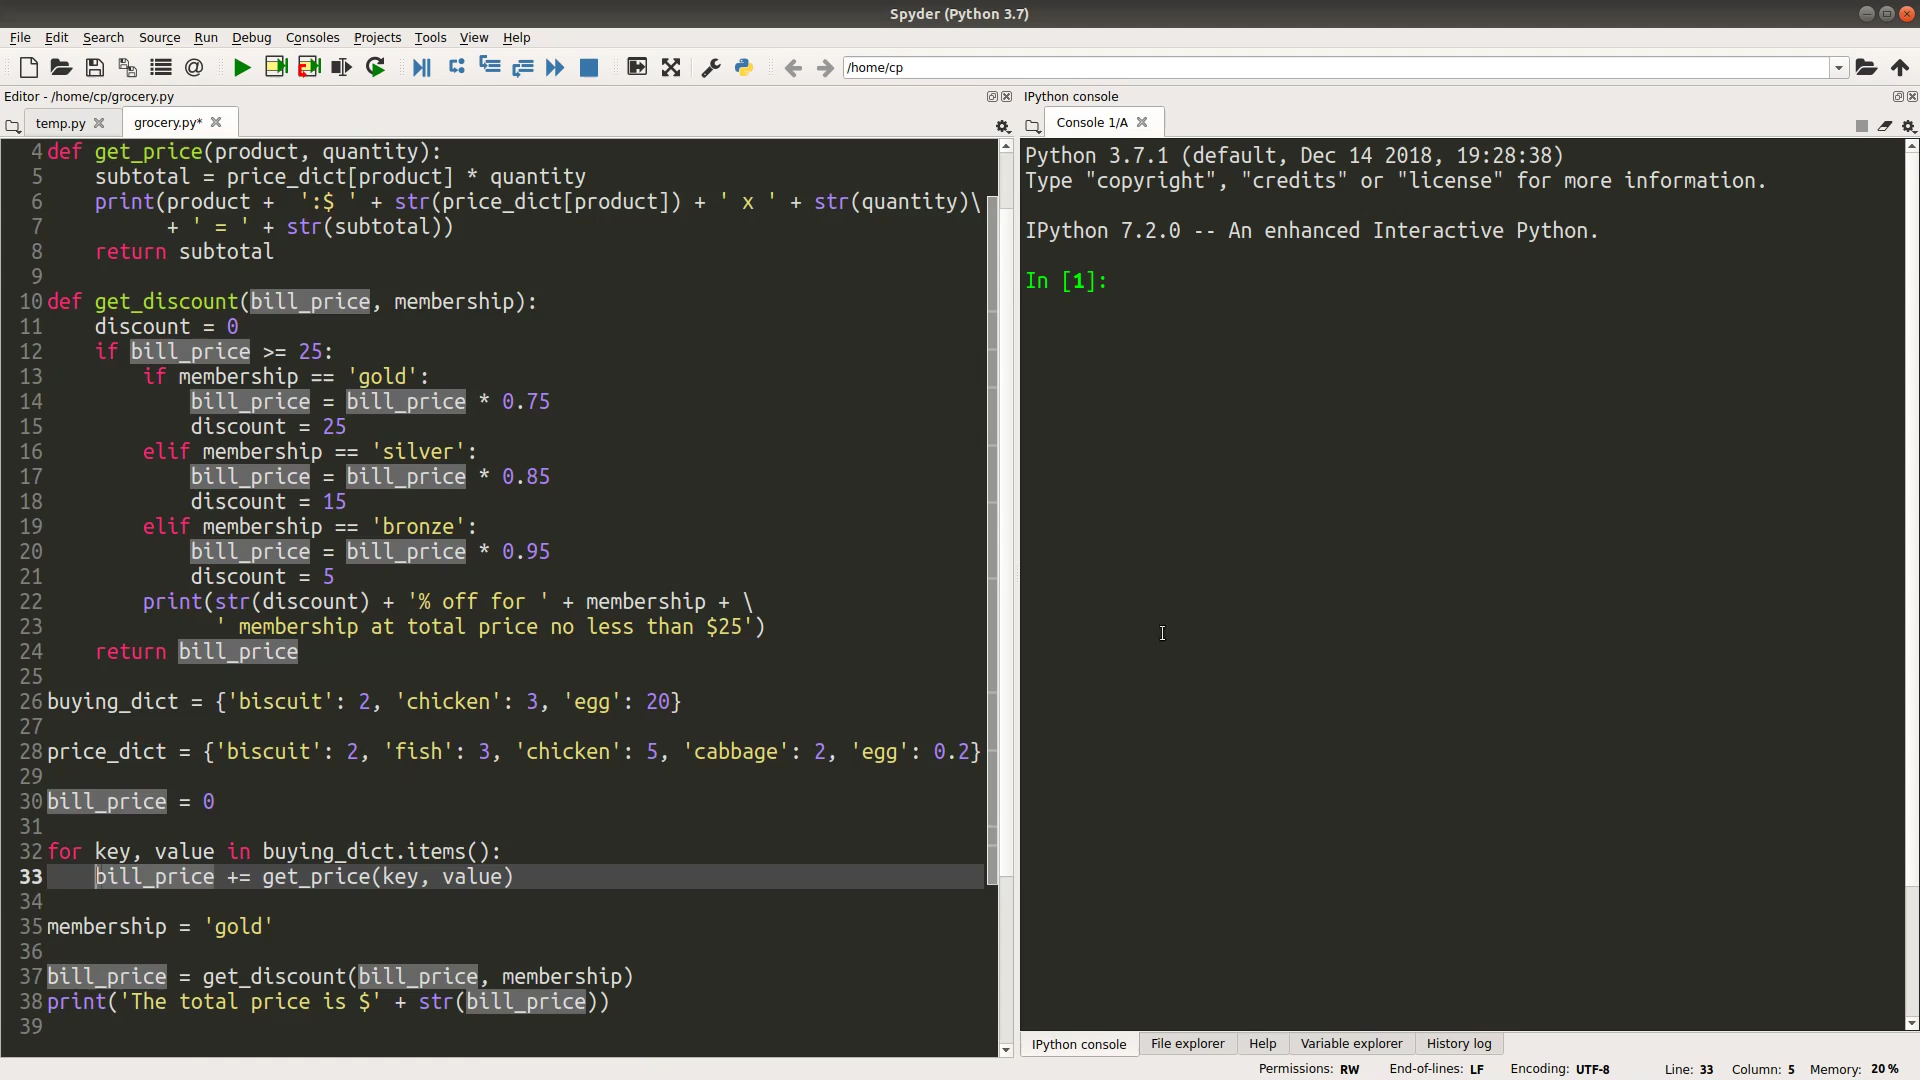 Spyder (Python 3.7)
File Edit Search Source Run Debug Consoles Projects Tools View Help
@ /home/cp
Editor - /home/cp/grocery.py
temp.py grocery.py*
4 def get_price(product, quantity):
5     subtotal = price_dict[product] * quantity
6     print(product +  ':$ ' + str(price_dict[product]) + ' x ' + str(quantity)\
7           + ' = ' + str(subtotal))
8     return subtotal
9
10 def get_discount(bill_price, membership):
11     discount = 0
12     if bill_price >= 25:
13         if membership == 'gold':
14             bill_price = bill_price * 0.75
15             discount = 25
16         elif membership == 'silver':
17             bill_price = bill_price * 0.85
18             discount = 15
19         elif membership == 'bronze':
20             bill_price = bill_price * 0.95
21             discount = 5
22         print(str(discount) + '% off for ' + membership + \
23               ' membership at total price no less than $25')
24     return bill_price
25
26 buying_dict = {'biscuit': 2, 'chicken': 3, 'egg': 20}
27
28 price_dict = {'biscuit': 2, 'fish': 3, 'chicken': 5, 'cabbage': 2, 'egg': 0.2}
29
30 bill_price = 0
31
32 for key, value in buying_dict.items():
33     bill_price += get_price(key, value)
34
35 membership = 'gold'
36
37 bill_price = get_discount(bill_price, membership)
38 print('The total price is $' + str(bill_price))
39
IPython console
Console 1/A
Python 3.7.1 (default, Dec 14 2018, 19:28:38)
Type "copyright", "credits" or "license" for more information.
IPython 7.2.0 -- An enhanced Interactive Python.
In [1]:
IPython console File explorer Help Variable explorer History log
Permissions: RW End-of-lines: LF Encoding: UTF-8 Line: 33 Column: 5 Memory: 20 %